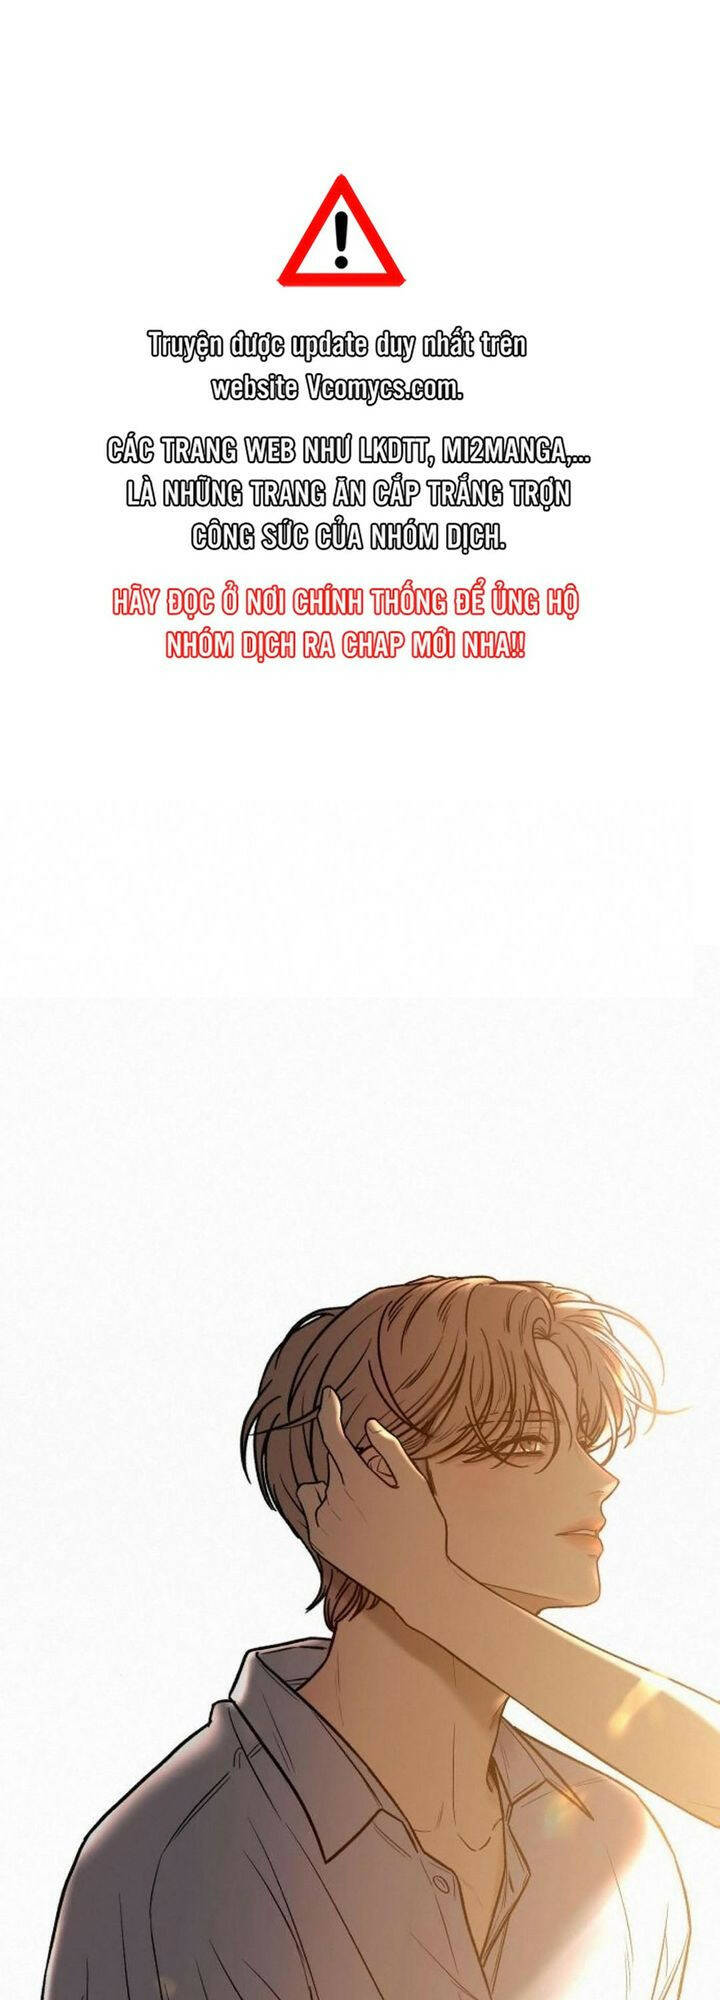 Truyện được update duy nhất trên
website Vcomycs.com.
CÁC TRANG WEB NHƯ LKDTT, MI2MANGA,...
LÀ NHỮNG TRANG ĂN CẮP TRẮNG TRỢN
CÔNG SỨC CỦA NHÓM DỊCH.
HÃY ĐỌC Ở NƠI CHÍNH THỐNG ĐỂ ỦNG HỘ
NHÓM DỊCH RA CHAP MỚI NHA!!